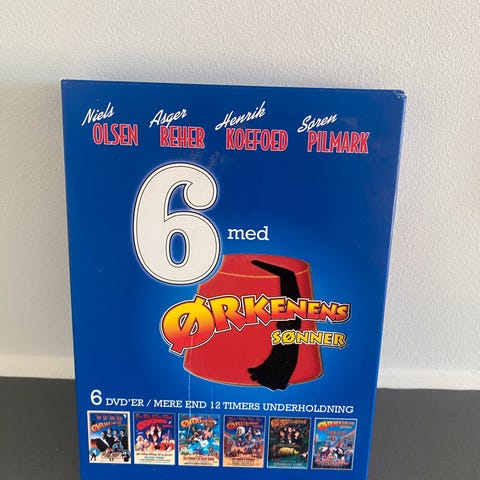 Niels Asger Henrik Søren
OLSEN REHER KOEFOED PILMARK
6
med
ØRKENENS
SØNNER
6 DVD'ER / MERE END 12 TIMERS UNDERHOLDNING